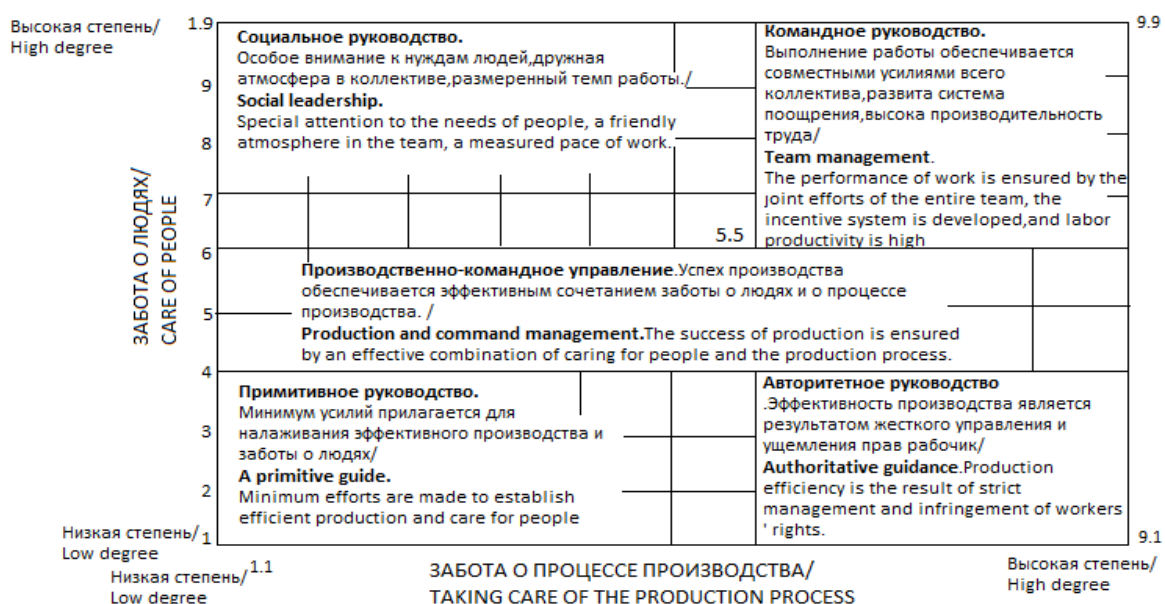 Высокая степень/
High degree
1.9
9.9
Социальное руководство.
Особое внимание к нуждам людей,дружная
атмосфера в коллективе,размеренный темп работы./
Social leadership.
Special attention to the needs of people, a friendly
atmosphere in the team, a measured pace of work.
Командное руководство.
Выполнение работы обеспечивается
совместными усилиями всего
коллектива,развита система
поощрения,высока производительность
труда/
Team management.
The performance of work is ensured by the
joint efforts of the entire team, the
incentive system is developed,and labor
productivity is high
9
8
7
6
5
4
3
2
1
ЗАБОТА О ЛЮДЯХ/
CARE OF PEOPLE
5.5
Производственно-командное управление.Успех производства
обеспечивается эффективным сочетанием заботы о людях и о процессе
производства. /
Production and command management.The success of production is ensured
by an effective combination of caring for people and the production process.
Примитивное руководство.
Минимум усилий прилагается для
налаживания эффективного производства и
заботы о людях/
A primitive guide.
Minimum efforts are made to establish
efficient production and care for people
Авторитетное руководство
.Эффективность производства является
результатом жесткого управления и
ущемления прав рабочик/
Authoritative guidance.Production
efficiency is the result of strict
management and infringement of workers
' rights.
Низкая степень/
Low degree
9.1
Низкая степень/
Low degree
1.1
ЗАБОТА О ПРОЦЕССЕ ПРОИЗВОДСТВА/
TAKING CARE OF THE PRODUCTION PROCESS
Высокая степень/
High degree